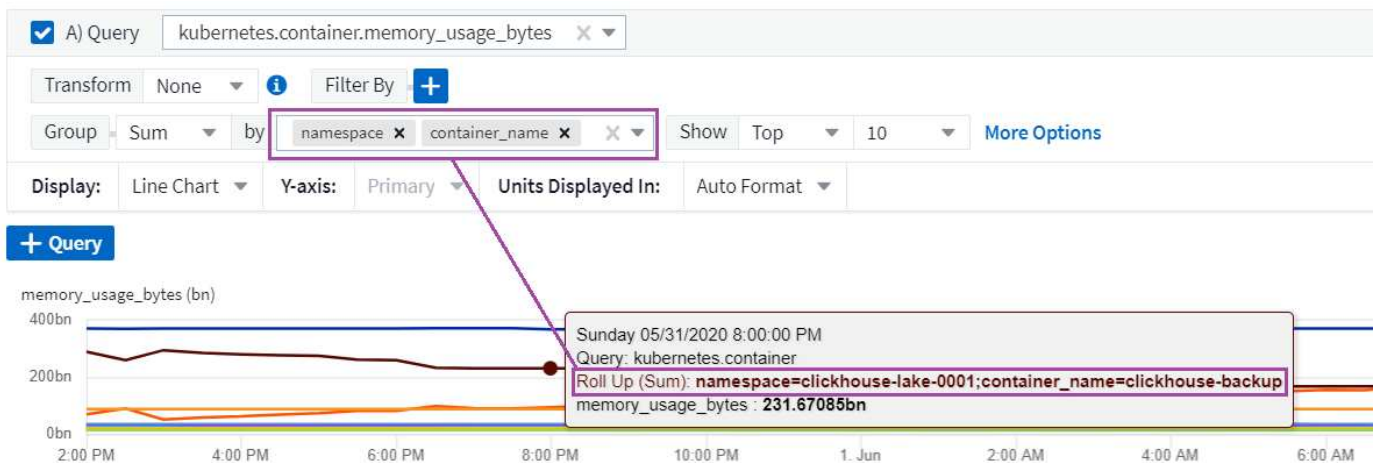 A) Query kubernetes.container.memory_usage_bytes
Transform None Filter By
Group Sum by namespace container_name Show Top 10 More Options
Display: Line Chart Y-axis: Primary Units Displayed In: Auto Format
+ Query
memory_usage_bytes (bn)
400bn
200bn
0bn
Sunday 05/31/2020 8:00:00 PM
Query: kubernetes.container
Roll Up (Sum): namespace=clickhouse-lake-0001;container_name=clickhouse-backup
memory_usage_bytes : 231.67085bn
2:00 PM 4:00 PM 6:00 PM 8:00 PM 10:00 PM 1. Jun 2:00 AM 4:00 AM 6:00 AM